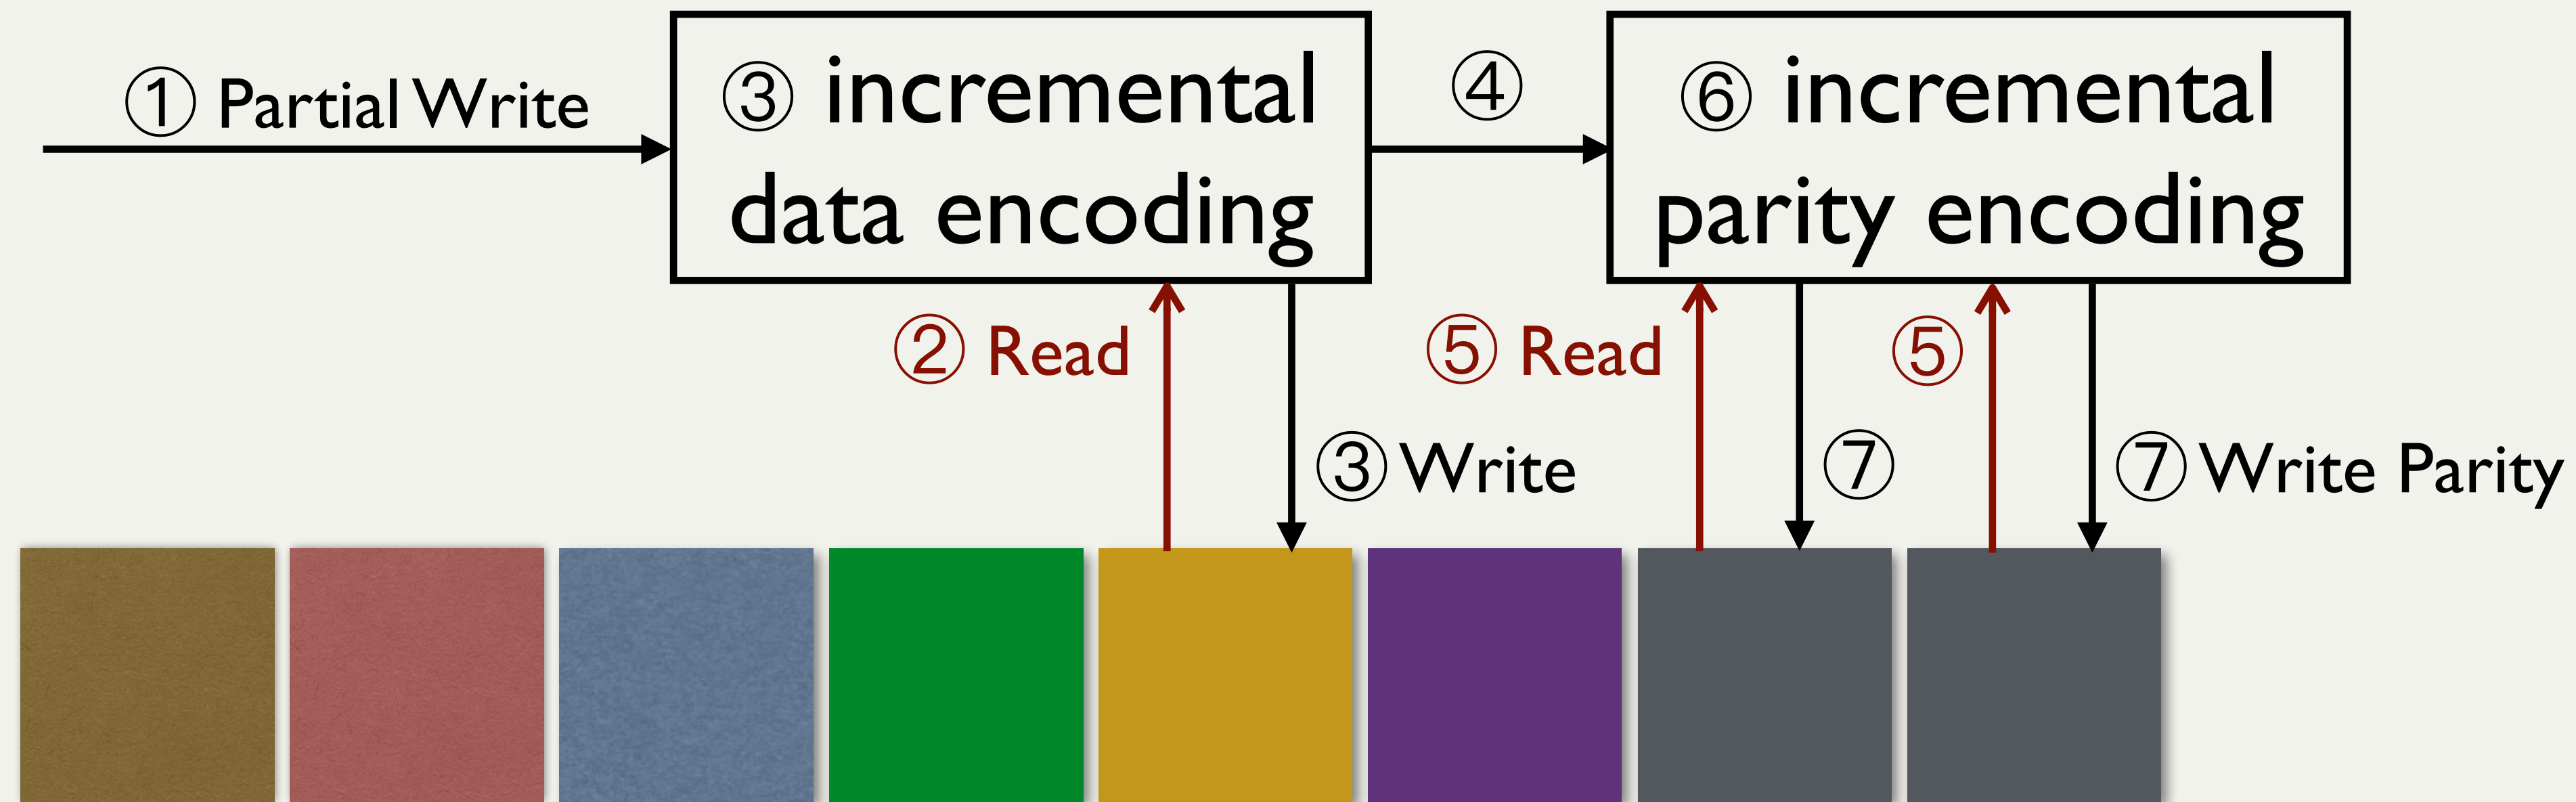 ① Partial Write
③ incremental
data encoding
④
⑥ incremental
parity encoding
② Read
⑤ Read
⑤
③ Write
⑦
⑦ Write Parity